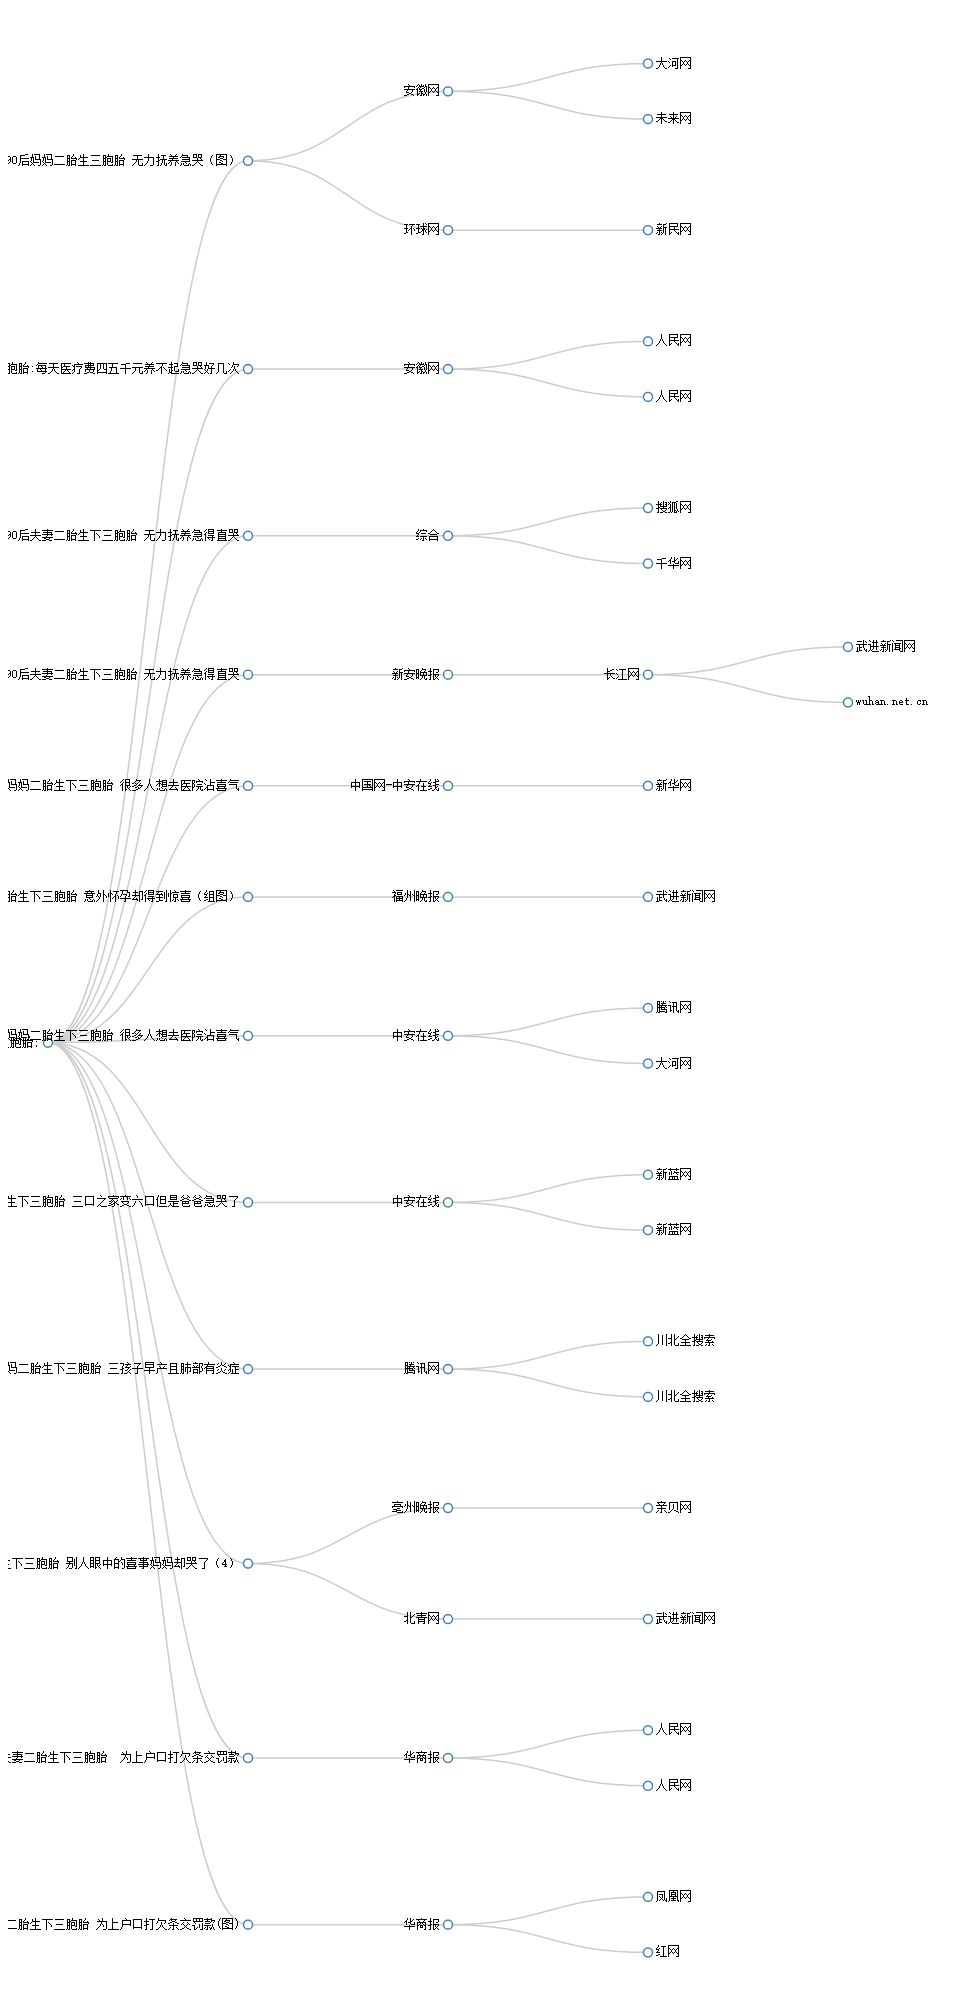 大河网
安徽网
未来网
90后妈妈二胎生三胞胎 无力抚养急哭（图）
环球网
新民网
人民网
胞胎:每天医疗费四五千元养不起急哭好几次
安徽网
人民网
搜狐网
90后夫妻二胎生下三胞胎 无力抚养急得直哭
综合
千华网
武进新闻网
90后夫妻二胎生下三胞胎 无力抚养急得直哭
新安晚报
长江网
wuhan.net.cn
妈妈二胎生下三胞胎 很多人想去医院沾喜气
中国网-中安在线
新华网
胎生下三胞胎 意外怀孕却得到惊喜（组图）
福州晚报
武进新闻网
腾讯网
妈妈二胎生下三胞胎 很多人想去医院沾喜气
中安在线
胞胎:
大河网
新蓝网
生下三胞胎 三口之家变六口但是爸爸急哭了
中安在线
新蓝网
川北全搜索
妈二胎生下三胞胎 三孩子早产且肺部有炎症
腾讯网
川北全搜索
亳州晚报
亲贝网
下三胞胎 别人眼中的喜事妈妈却哭了（4）
北青网
武进新闻网
人民网
妻二胎生下三胞胎 为上户口打欠条交罚款
华商报
人民网
凤凰网
二胎生下三胞胎 为上户口打欠条交罚款(图)
华商报
红网